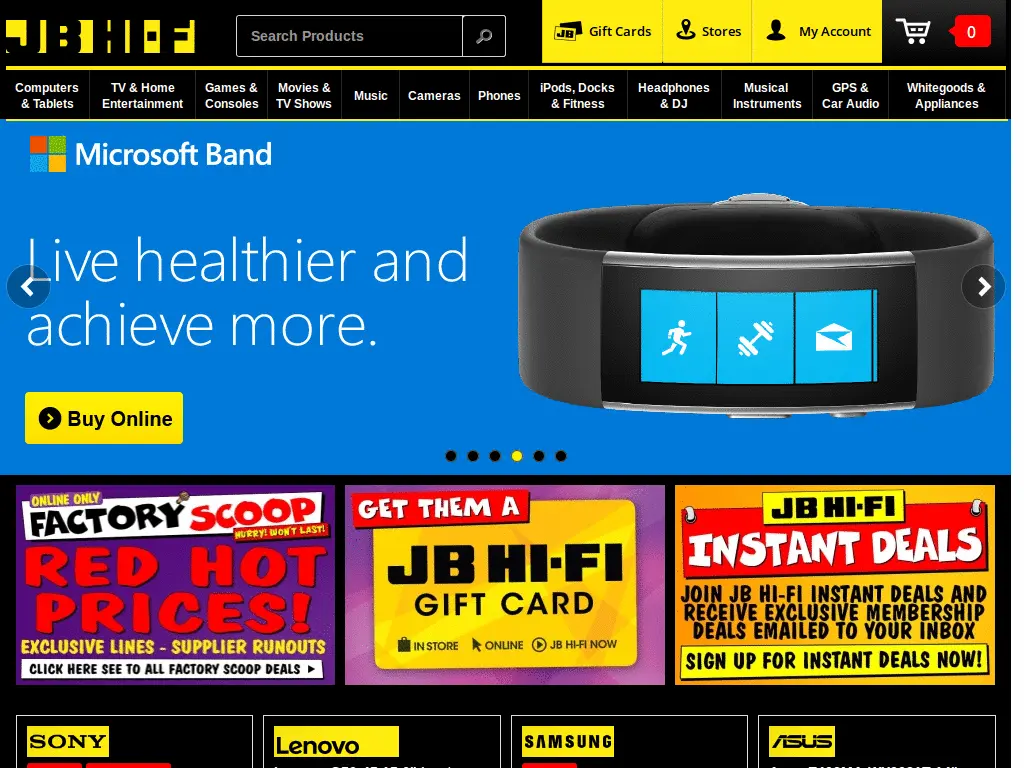 JB HI-FI
Search Products
JB Gift Cards
Stores
My Account
0
Computers
& Tablets
TV & Home
Entertainment
Games &
Consoles
Movies &
TV Shows
Music
Cameras
Phones
iPods, Docks
& Fitness
Headphones
& DJ
Musical
Instruments
GPS &
Car Audio
Whitegoods &
Appliances
Microsoft Band
Live healthier and
achieve more.
Buy Online
ONLINE ONLY
FACTORY SCOOP
HURRY! WON'T LAST!
RED HOT
PRICES!
EXCLUSIVE LINES - SUPPLIER RUNOUTS
CLICK HERE SEE TO ALL FACTORY SCOOP DEALS
GET THEM A
JB HI-FI
GIFT CARD
IN STORE ONLINE JB HI-FI NOW
JB HI-FI
INSTANT DEALS
JOIN JB HI-FI INSTANT DEALS AND
RECEIVE EXCLUSIVE MEMBERSHIP
DEALS EMAILED TO YOUR INBOX
SIGN UP FOR INSTANT DEALS NOW!
SONY
Lenovo
SAMSUNG
ASUS